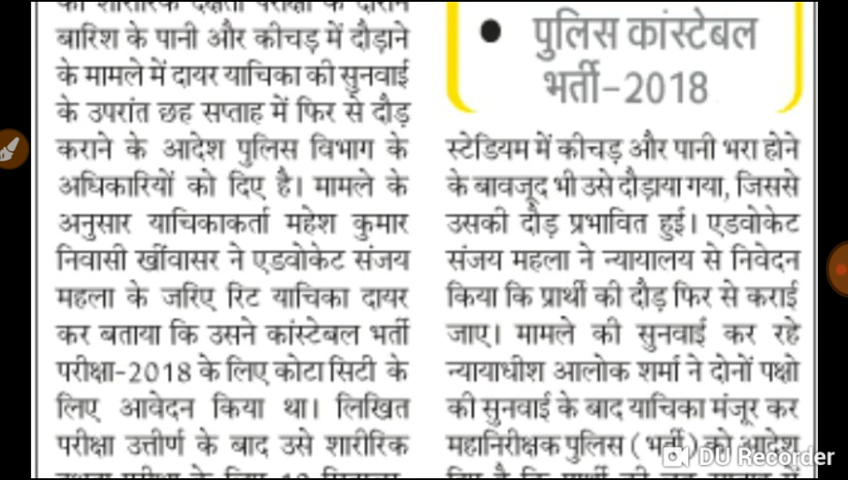 बारिश के पानी और कीचड़ में दौड़ाने
के मामले में दायर याचिका की सुनवाई
के उपरांत छह सप्ताह में फिर से दौड़
कराने के आदेश पुलिस विभाग के
अधिकारियों को दिए है। मामले के
अनुसार याचिकाकर्ता महेश कुमार
निवासी खींवासर ने एडवोकेट संजय
महला के जरिए रिट याचिका दायर
कर बताया कि उसने कांस्टेबल भर्ती
परीक्षा-2018 के लिए कोटा सिटी के
लिए आवेदन किया था। लिखित
परीक्षा उत्तीर्ण के बाद उसे शारीरिक
• पुलिस कांस्टेबल
भर्ती-2018
स्टेडियम में कीचड़ और पानी भरा होने
के बावजूद भी उसे दौड़ाया गया, जिससे
उसकी दौड़ प्रभावित हुई। एडवोकेट
संजय महला ने न्यायालय से निवेदन
किया कि प्रार्थी की दौड़ फिर से कराई
जाए। मामले की सुनवाई कर रहे
न्यायाधीश आलोक शर्मा ने दोनों पक्षो
की सुनवाई के बाद याचिका मंजूर कर
महानिरीक्षक पुलिस (भर्ती) को आदेश
DU Recorder